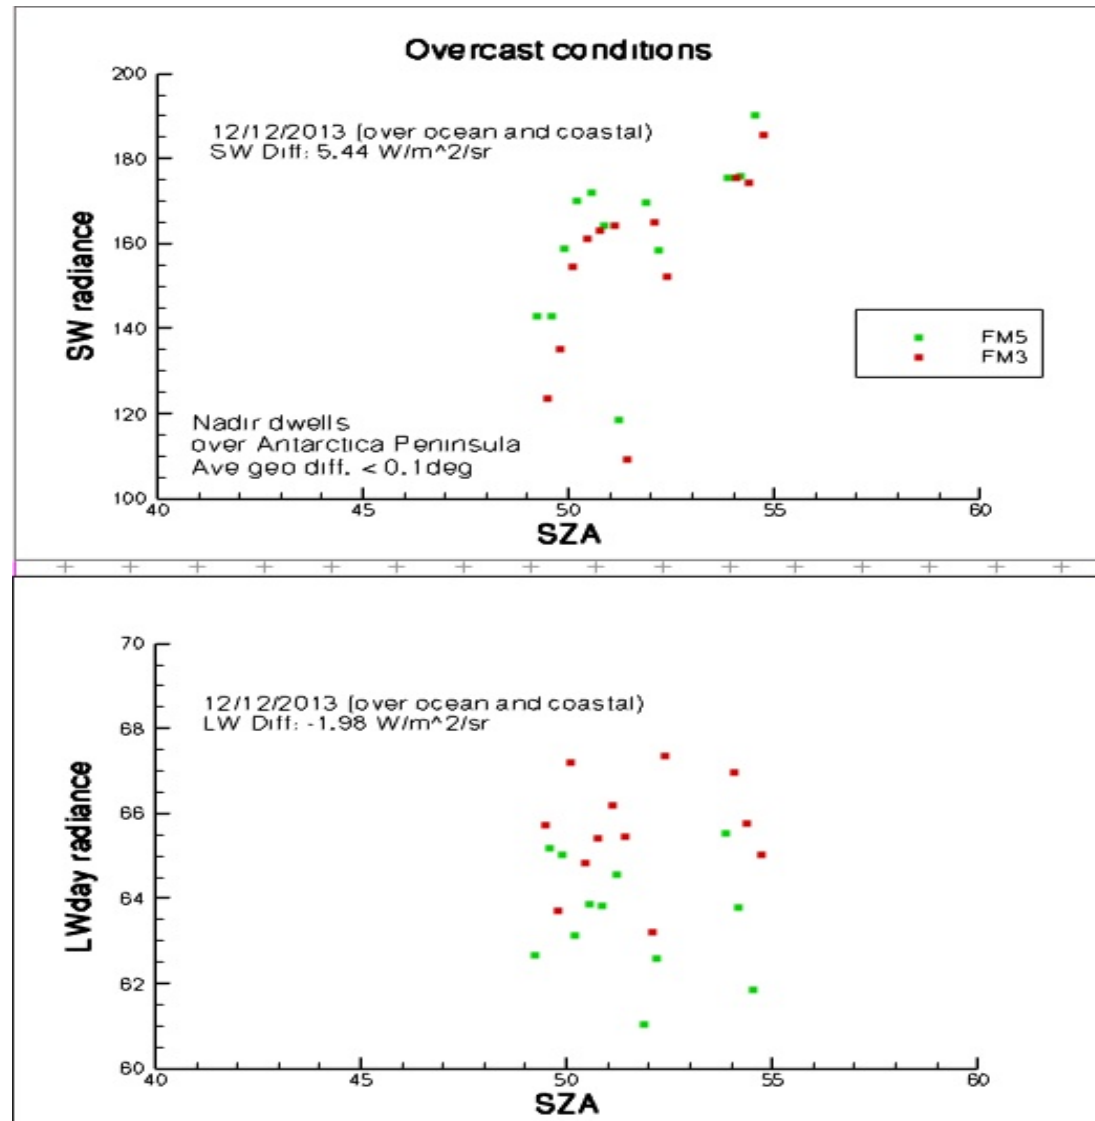 Overcast conditions
200
12/12/2013 (over ocean and coastal)
SW Diff: 5.44 W/m^2/sr
180
160
SW radiance
140
FM5
FM3
120
Nadir dwells
over Antarctica Peninsula
Ave geo diff. < 0.1deg
100
40 45 50 55 60
SZA
70
12/12/2013 (over ocean and coastal)
LW Diff: -1.98 W/m^2/sr
68
66
LWday radiance
64
62
60
40 45 50 55 60
SZA